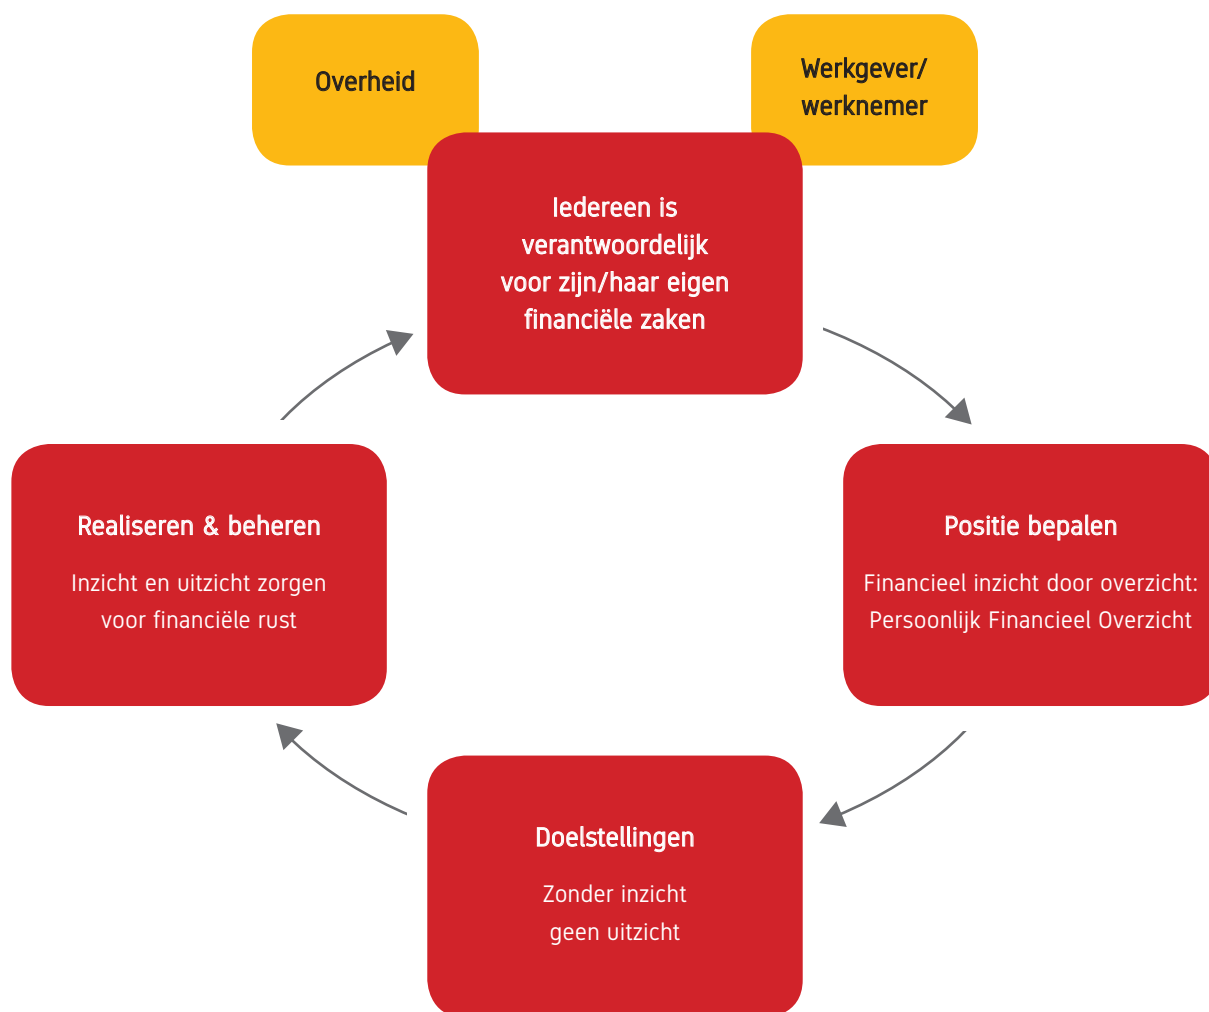 Overheid
Werkgever/
werknemer
Iedereen is
verantwoordelijk
voor zijn/haar eigen
financiële zaken
Realiseren & beheren
Inzicht en uitzicht zorgen
voor financiële rust
Positie bepalen
Financieel inzicht door overzicht:
Persoonlijk Financieel Overzicht
Doelstellingen
Zonder inzicht
geen uitzicht